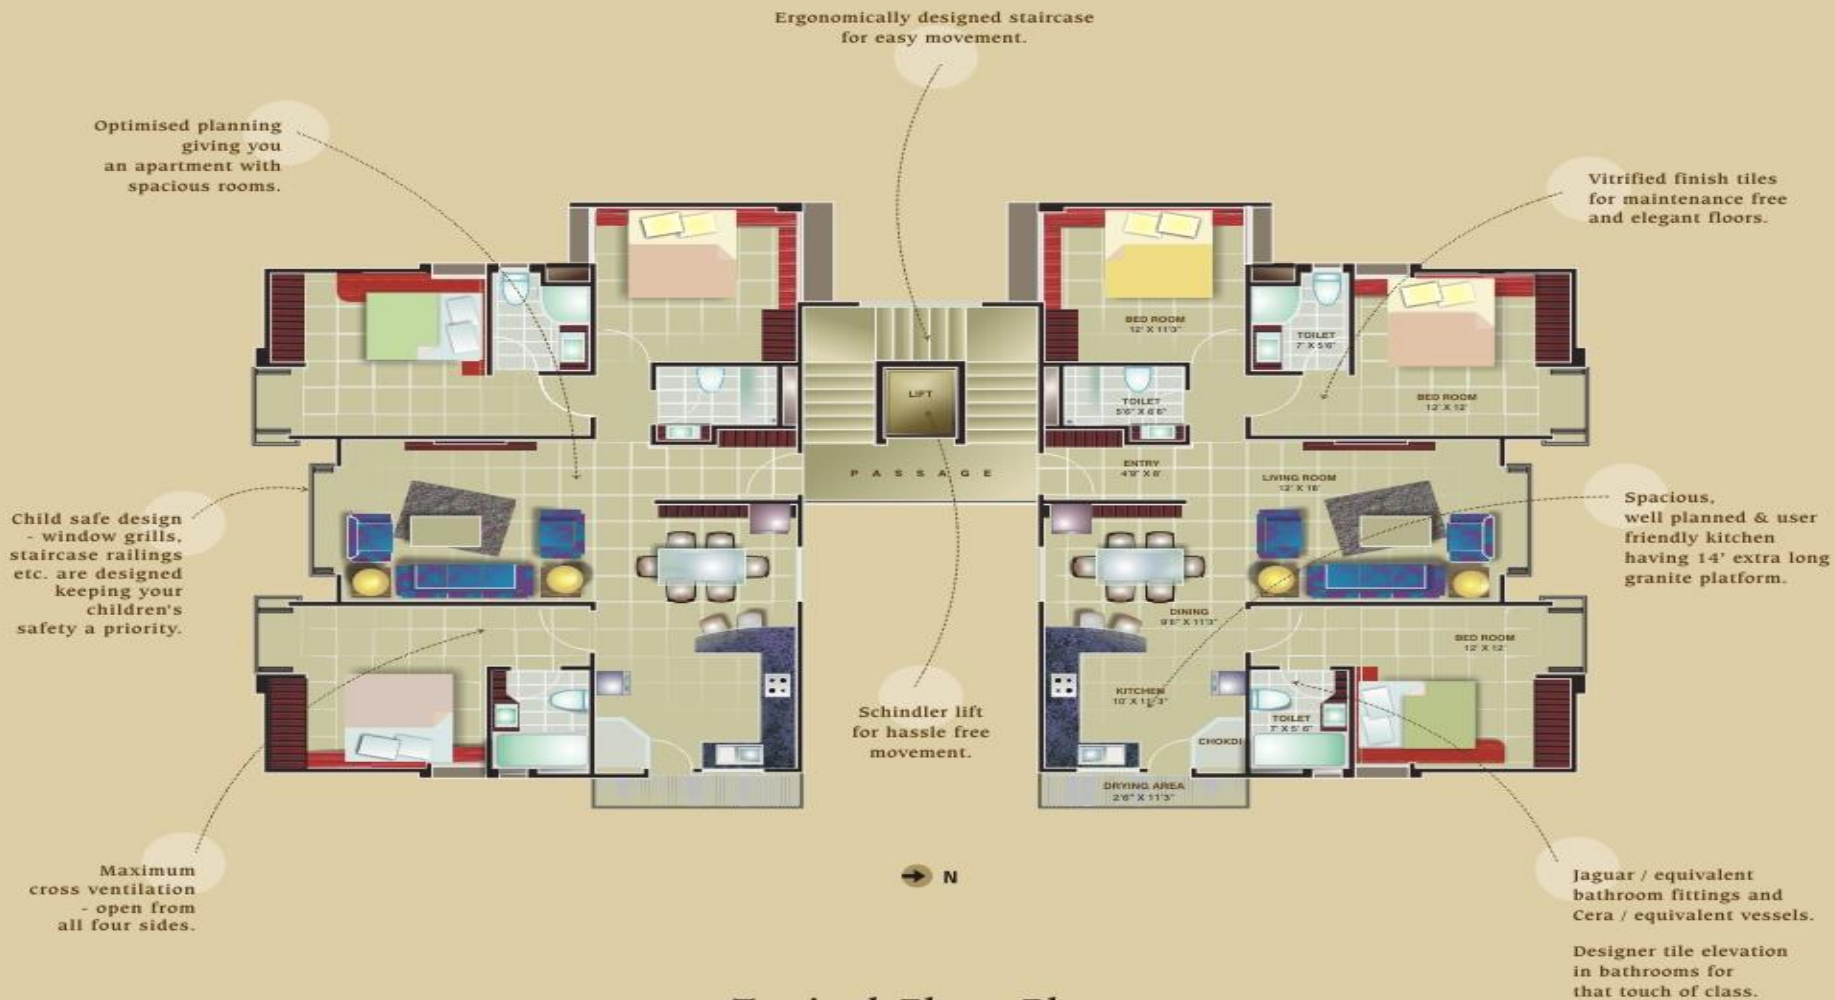 Ergonomically designed staircase
for easy movement.
Optimised planning
giving you
an apartment with
spacious rooms.
Vitrified finish tiles
for maintenance free
and elegant floors.
BED ROOM
12' X 11'3"
TOILET
7' X 5'6"
LIFT
TOILET
5'6" X 6'6"
BED ROOM
12' X 12'
PASSAGE
ENTRY
4'9" X 8'
LIVING ROOM
12' X 16'
Child safe design
- window grills,
staircase railings
etc. are designed
keeping your
children's
safety a priority.
Spacious,
well planned & user
friendly kitchen
having 14' extra long
granite platform.
DINING
9'6" X 11'3"
BED ROOM
12' X 12'
KITCHEN
TOILET
7' X 5'6"
CHOKDI
DRYING AREA
2'6" X 11'3"
Schindler lift
for hassle free
movement.
Maximum
cross ventilation
- open from
all four sides.
N
Jaguar / equivalent
bathroom fittings and
Cera / equivalent vessels.
Designer tile elevation
in bathrooms for
that touch of class.